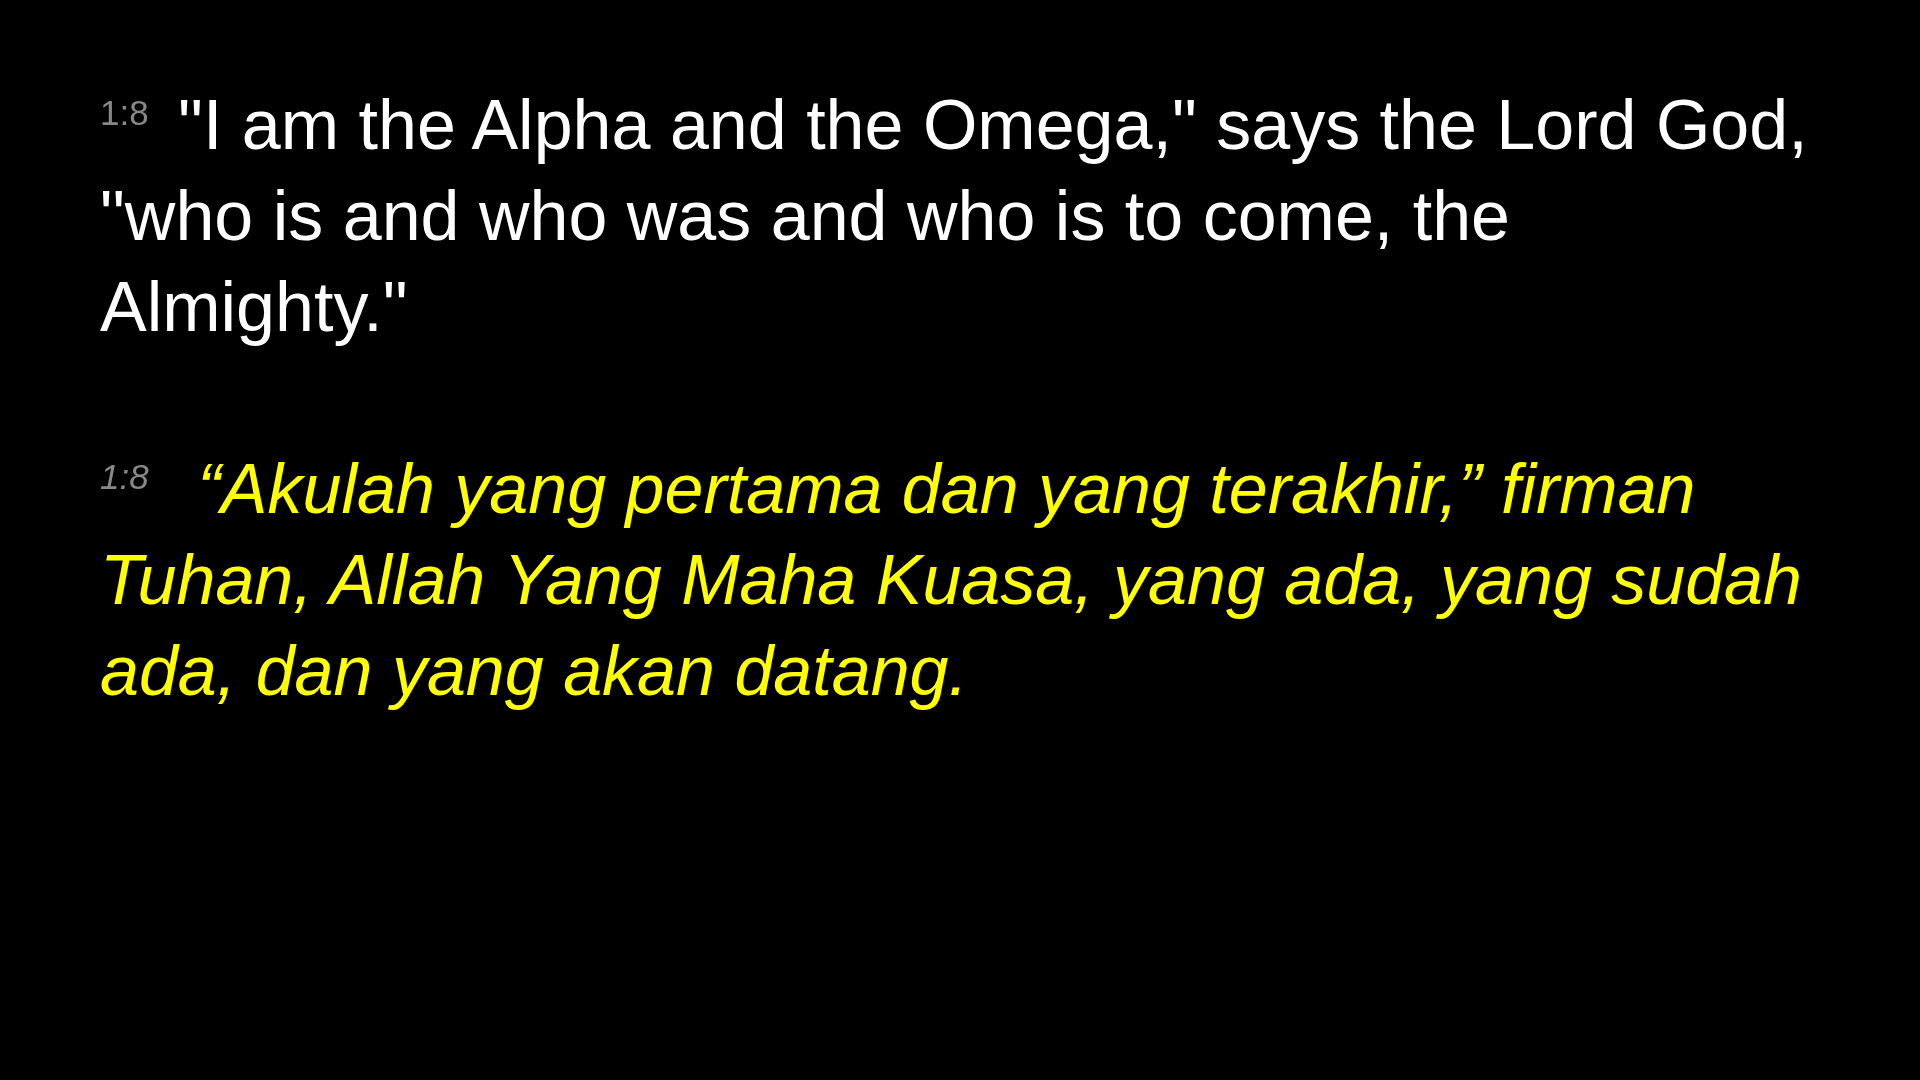 1:8 "I am the Alpha and the Omega," says the Lord God,
"who is and who was and who is to come, the
Almighty."
1:8 “Akulah yang pertama dan yang terakhir,” firman
Tuhan, Allah Yang Maha Kuasa, yang ada, yang sudah
ada, dan yang akan datang.